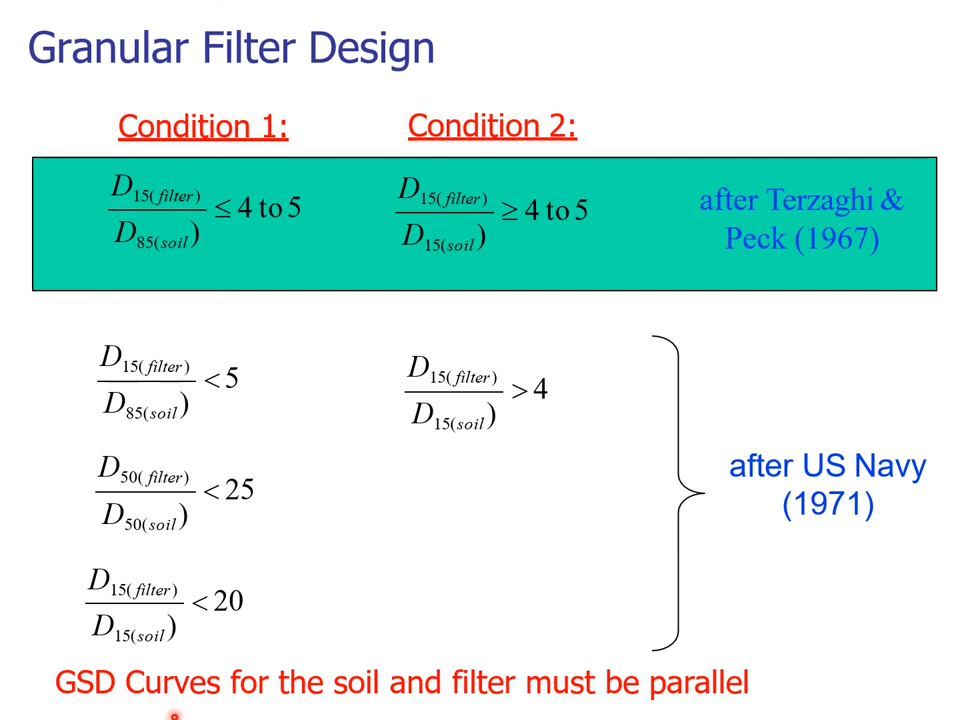 Granular Filter Design
Condition 1: Condition 2:
D15(filter) / D85(soil) ≤ 4 to 5
D15(filter) / D15(soil) ≥ 4 to 5
after Terzaghi &
Peck (1967)
D15(filter) / D85(soil) < 5
D15(filter) / D15(soil) > 4
D50(filter) / D50(soil) < 25
after US Navy
(1971)
D15(filter) / D15(soil) < 20
GSD Curves for the soil and filter must be parallel